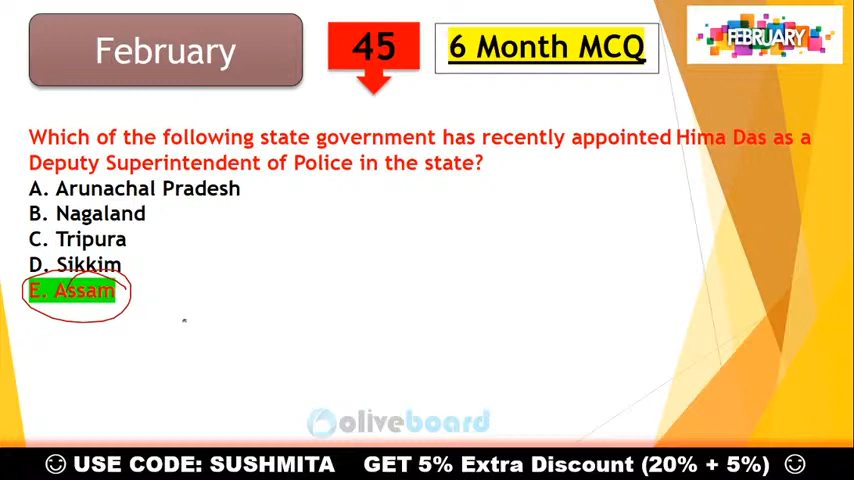 February
45
6 Month MCQ
FEBRUARY
Which of the following state government has recently appointed Hima Das as a
Deputy Superintendent of Police in the state?
A. Arunachal Pradesh
B. Nagaland
C. Tripura
D. Sikkim
E. Assam
oliveboard
USE CODE: SUSHMITA GET 5% Extra Discount (20% + 5%)